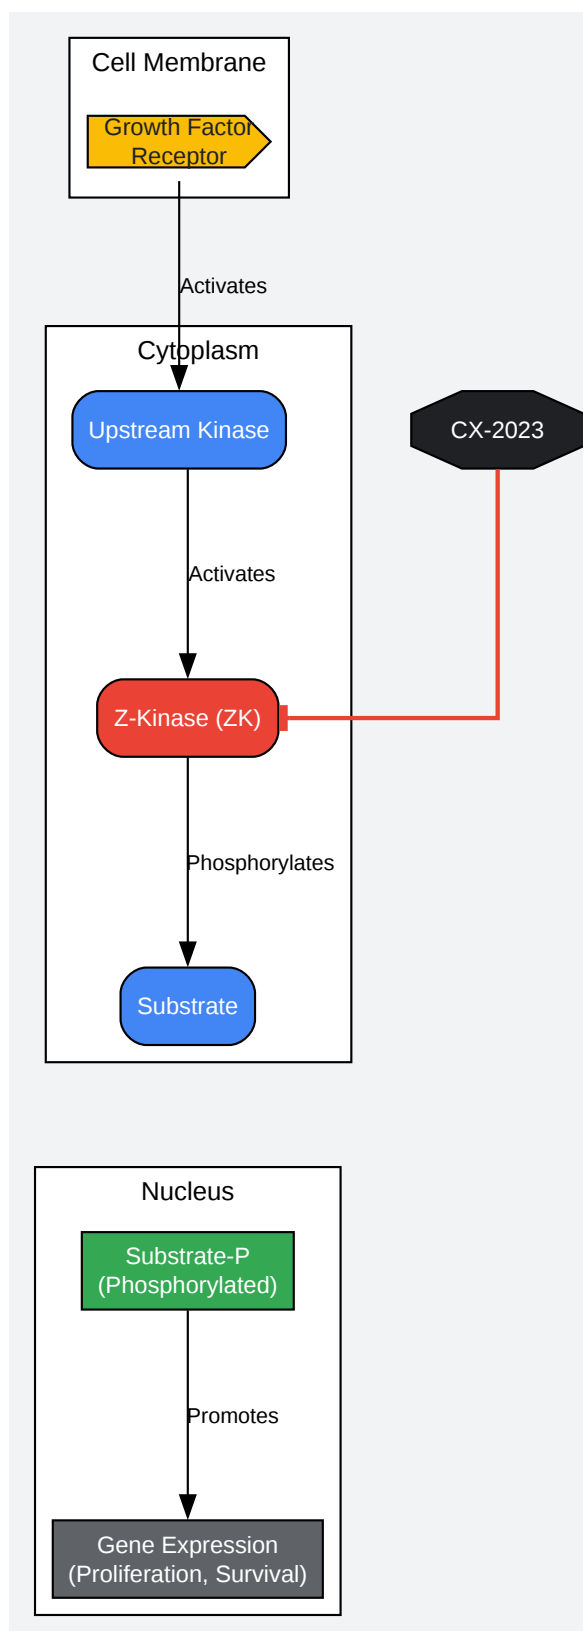 Cell Membrane
Growth Factor
Receptor
Activates
Cytoplasm
Upstream Kinase
CX-2023
Activates
Z-Kinase (ZK)
Phosphorylates
Substrate
Nucleus
Substrate-P
(Phosphorylated)
Promotes
Gene Expression
(Proliferation, Survival)